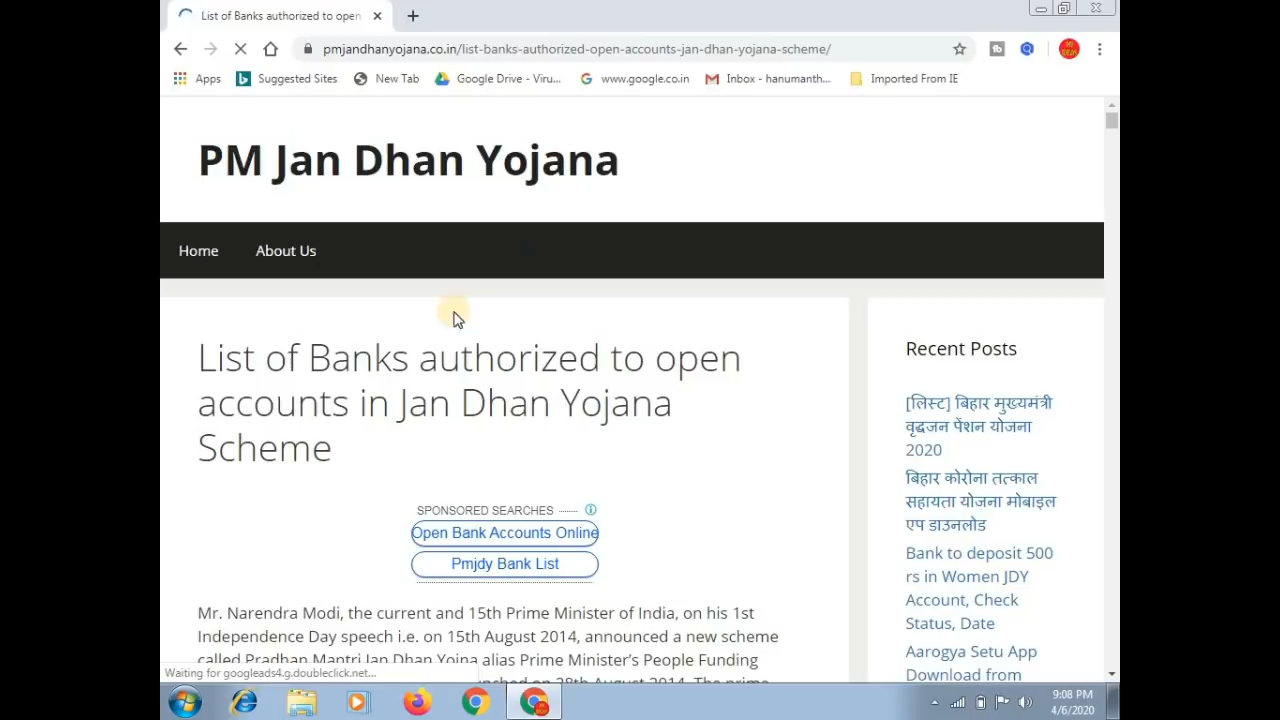 List of Banks authorized to open
pmjandhanyojana.co.in/list-banks-authorized-open-accounts-jan-dhan-yojana-scheme/
Apps Suggested Sites New Tab Google Drive - Viru... www.google.co.in Inbox - hanumanth... Imported From IE
PM Jan Dhan Yojana
Home About Us
List of Banks authorized to open
accounts in Jan Dhan Yojana
Scheme
SPONSORED SEARCHES
Open Bank Accounts Online
Pmjdy Bank List
Mr. Narendra Modi, the current and 15th Prime Minister of India, on his 1st
Independence Day speech i.e. on 15th August 2014, announced a new scheme
called Pradhan Mantri Jan Dhan Yojna alias Prime Minister's People Funding
Recent Posts
[लिस्ट] बिहार मुख्यमंत्री
वृद्धजन पेंशन योजना
2020
बिहार कोरोना तत्काल
सहायता योजना मोबाइल
एप डाउनलोड
Bank to deposit 500
rs in Women JDY
Account, Check
Status, Date
Aarogya Setu App
Download from
Waiting for googleads4.g.doubleclick.net...
9:08 PM
4/6/2020